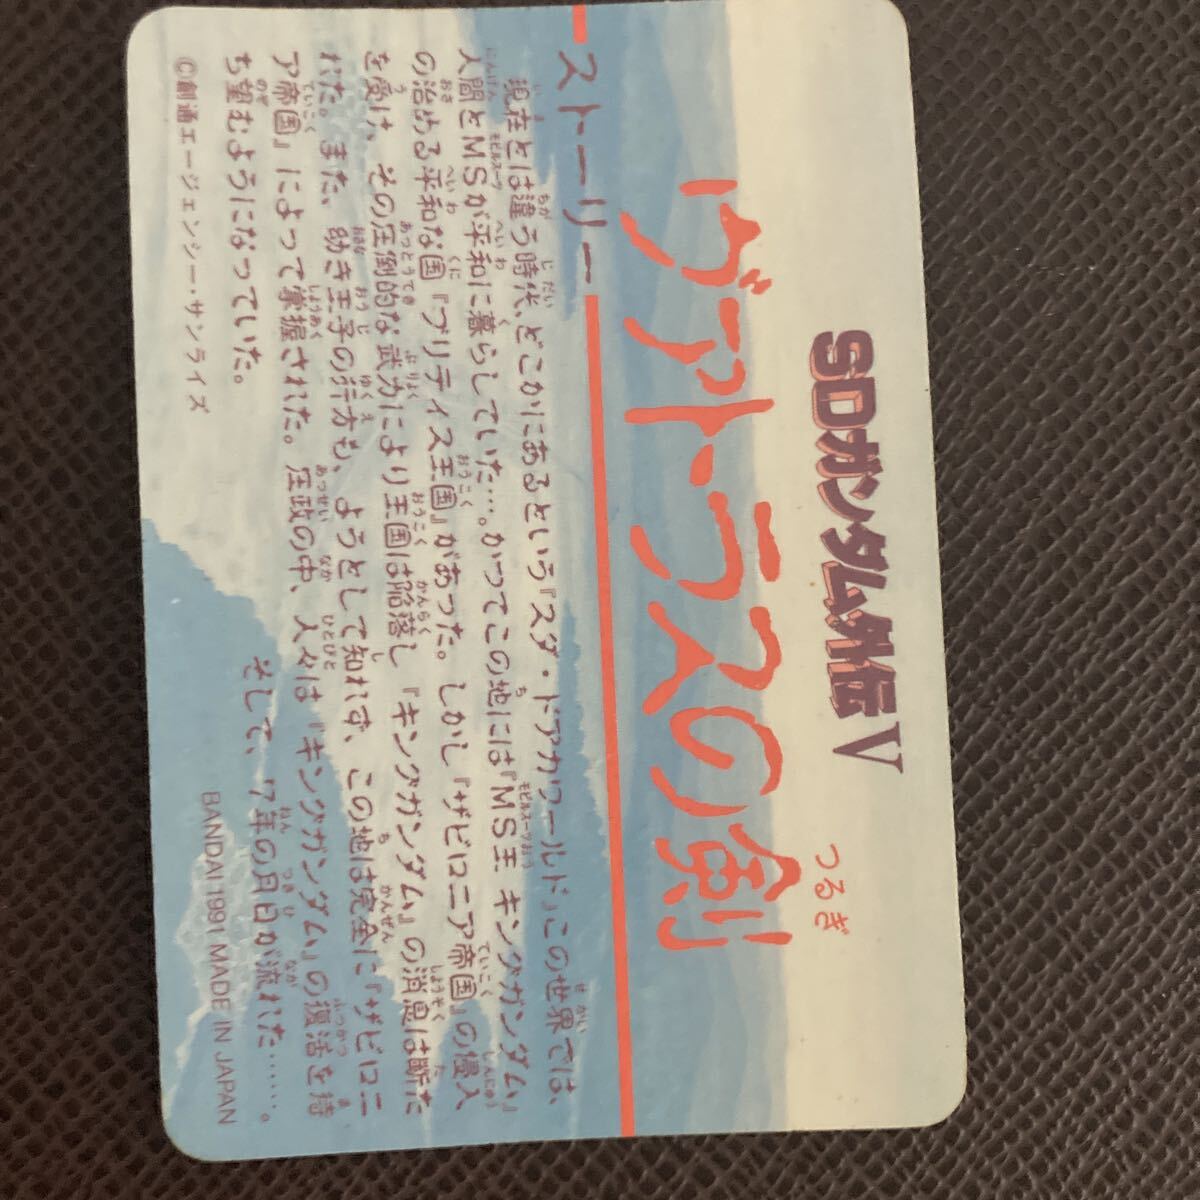 SDガンダム外伝V
つるぎ
ヴァトラスの剣
ストーリー
現在とは違う時代、どこかにあるという『スダ・ドアカワールド』この世界では、
人間とMSが平和に暮らしていた…。かつてこの地には『MS王 キングガンダム』
の治める平和な国『ブリティス王国』があった。しかし『ザビロニア帝国』の侵入
を受け、その圧倒的な武力により王国は陥落し『キングガンダム』の消息は断た
れた。また、幼き王子の行方も、ようとして知れず、この地は完全に『ザビロニ
ア帝国』によって掌握された。圧政の中、人々は『キングガンダム』の復活を待
ち望むようになっていた。
そして、17年の月日が流れた……。
©創通エージェンシー・サンライズ
BANDAI 1991 MADE IN JAPAN